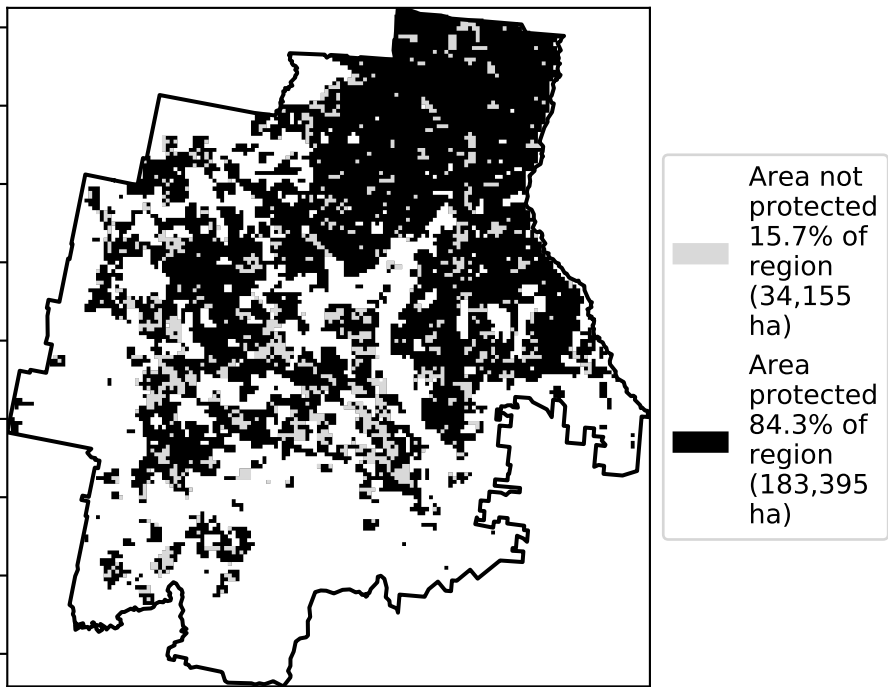 Area not
protected
15.7% of
region
(34,155
ha)
Area
protected
84.3% of
region
(183,395
ha)